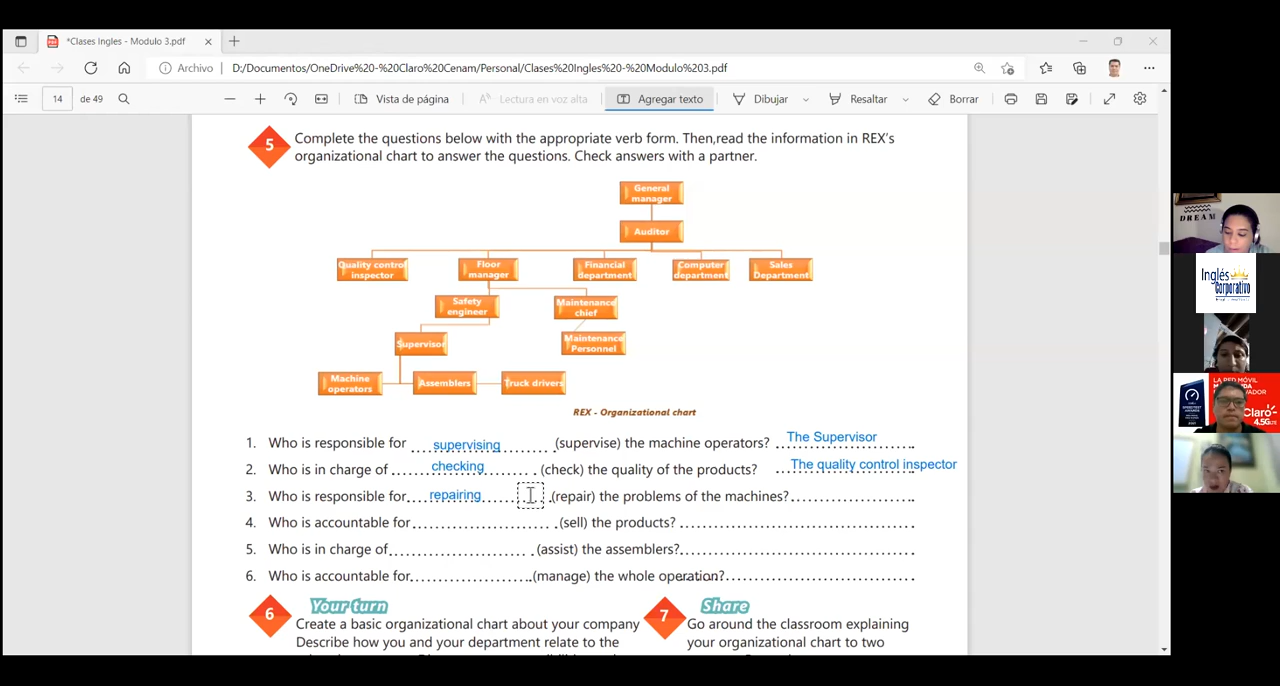 *Clases Ingles - Modulo 3.pdf
Archivo
D:/Documentos/OneDrive%20-%20Claro%20Cenam/Personal/Clases%20Ingles%20-%20Modulo%203.pdf
14 de 49
Vista de página
Lectura en voz alta
Agregar texto
Dibujar
Resaltar
Borrar
5
Complete the questions below with the appropriate verb form. Then,read the information in REX's
organizational chart to answer the questions. Check answers with a partner.
General
manager
Auditor
Quality control
inspector
Floor
manager
Financial
department
Computer
department
Sales
Department
Safety
engineer
Maintenance
chief
Supervisor
Maintenance
Personnel
Machine
operators
Assemblers
Truck drivers
REX - Organizational chart
1. Who is responsible for supervising (supervise) the machine operators? The Supervisor
2. Who is in charge of checking (check) the quality of the products? The quality control inspector
3. Who is responsible for repairing (repair) the problems of the machines?
4. Who is accountable for (sell) the products?
5. Who is in charge of (assist) the assemblers?
6. Who is accountable for (manage) the whole operation?
6
Your turn
Create a basic organizational chart about your company
Describe how you and your department relate to the
7
Share
Go around the classroom explaining
your organizational chart to two
DREAM
Inglés
Corporativo
LA RED MÓVIL
Claro
4.5G